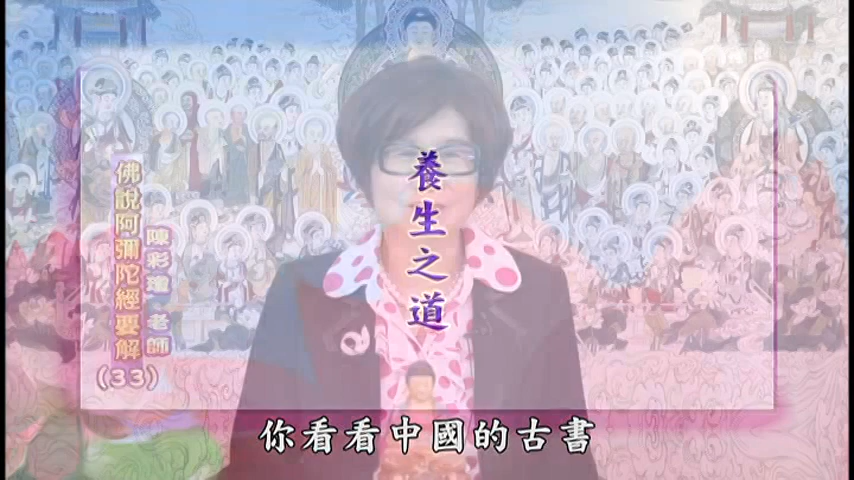 養生之道
陳彩瓊 老師
佛說阿彌陀經要解
(33)
你看看中國的古書